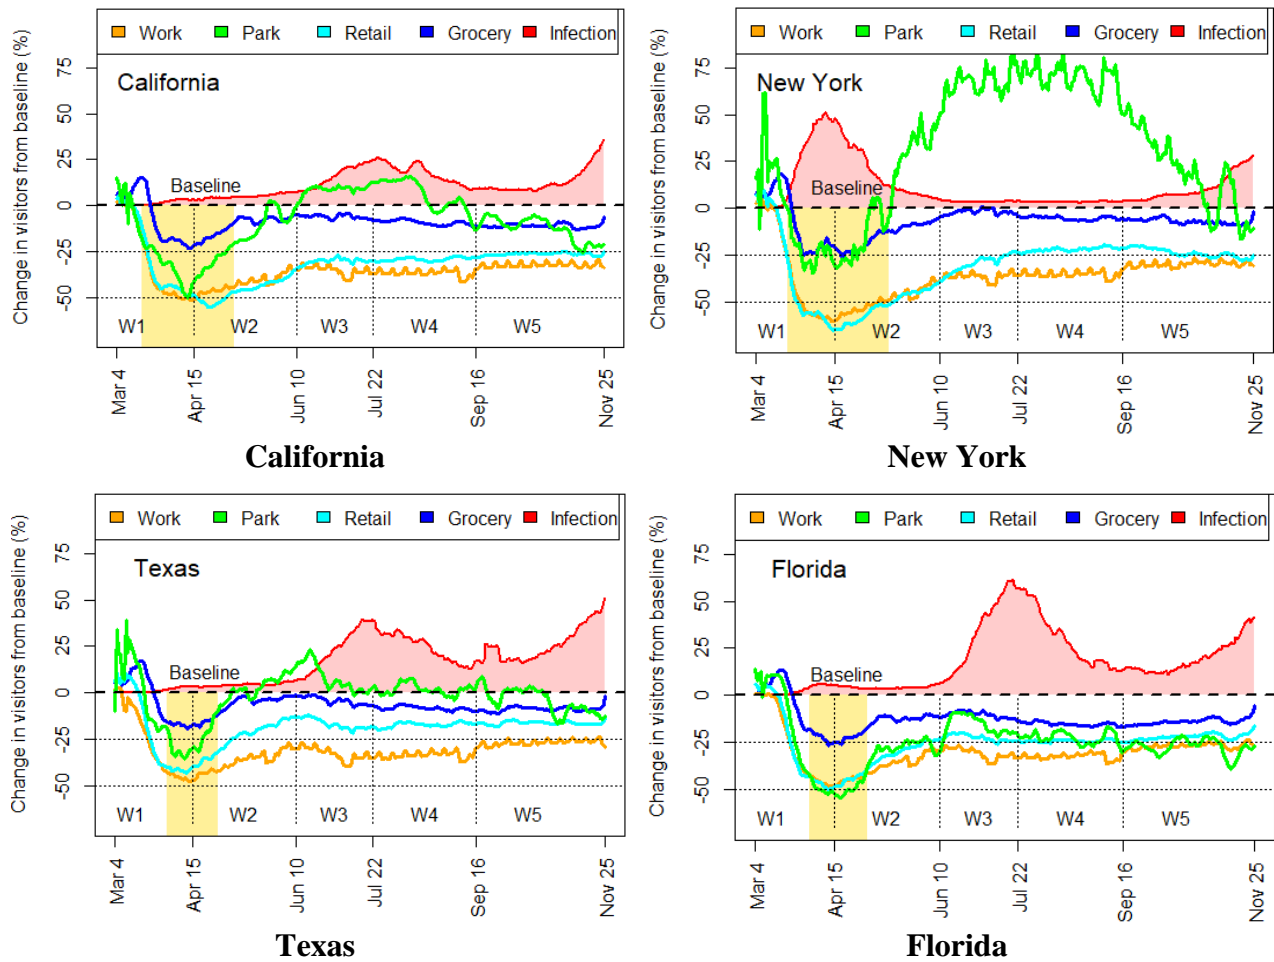 Work Park Retail Grocery Infection
Change in visitors from baseline (%)
75
50
25
0
-25
-50
California
Baseline
W1 W2 W3 W4 W5
Mar 4 Apr 15 Jun 10 Jul 22 Sep 16 Nov 25
California
Work Park Retail Grocery Infection
Change in visitors from baseline (%)
75
50
25
0
-25
-50
New York
Baseline
W1 W2 W3 W4 W5
Mar 4 Apr 15 Jun 10 Jul 22 Sep 16 Nov 25
New York
Work Park Retail Grocery Infection
Change in visitors from baseline (%)
75
50
25
0
-25
-50
Texas
Baseline
W1 W2 W3 W4 W5
Mar 4 Apr 15 Jun 10 Jul 22 Sep 16 Nov 25
Texas
Work Park Retail Grocery Infection
Change in visitors from baseline (%)
75
50
25
0
-25
-50
Florida
Baseline
W1 W2 W3 W4 W5
Mar 4 Apr 15 Jun 10 Jul 22 Sep 16 Nov 25
Florida